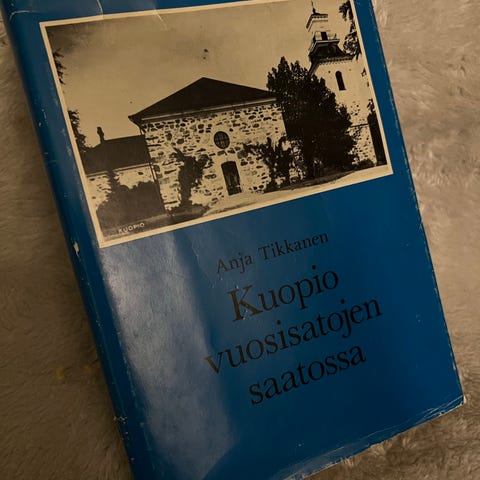 KUOPIO
Anja Tikkanen
Kuopio
vuosisatojen
saatossa